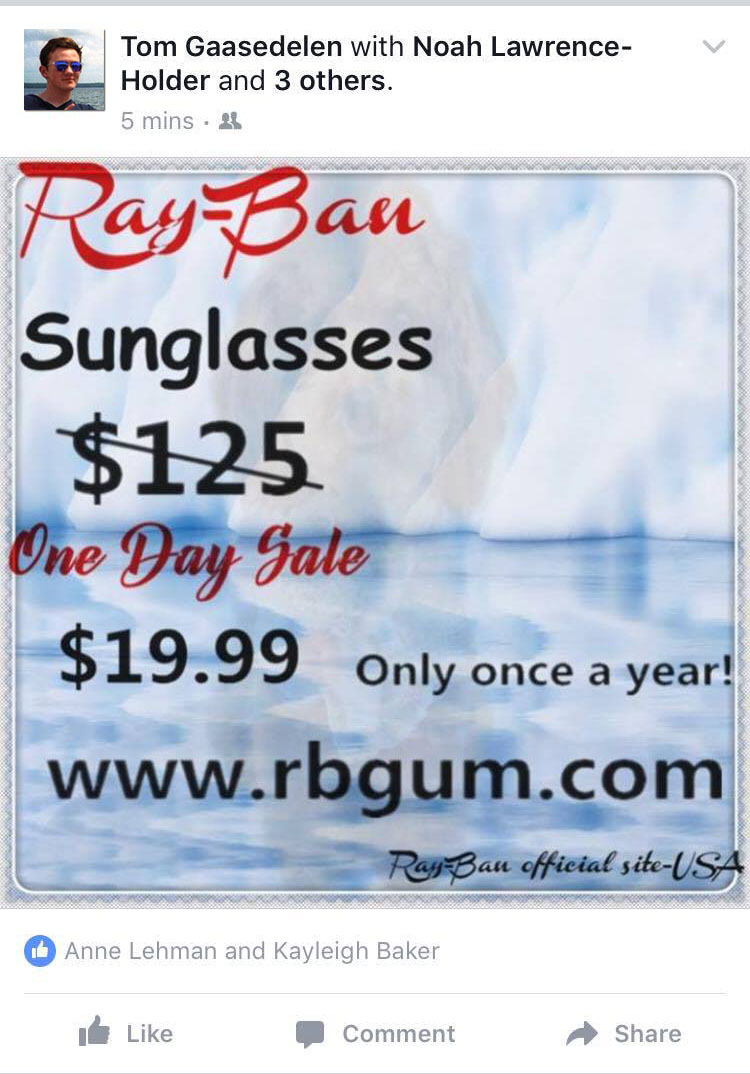 Tom Gaasedelen with Noah Lawrence-
Holder and 3 others.
5 mins ·
Ray-Ban
Sunglasses
$125
One Day Sale
$19.99 Only once a year!
www.rbgum.com
Ray-Ban official site-USA
Anne Lehman and Kayleigh Baker
Like Comment Share